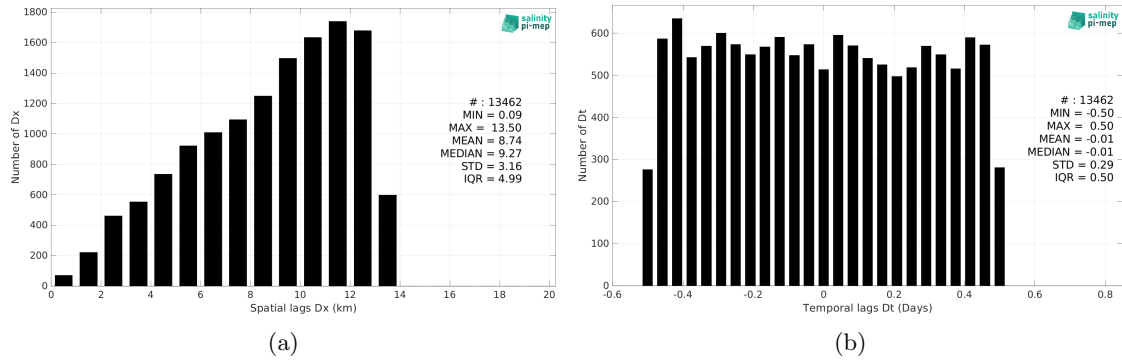 1800
1600
1400
1200
1000
800
600
400
200
0
Number of Dx
0 2 4 6 8 10 12 14 16 18 20
Spatial lags Dx (km)
salinity
pi-mep
# : 13462
MIN = 0.09
MAX = 13.50
MEAN = 8.74
MEDIAN = 9.27
STD = 3.16
IQR = 4.99
(a)
600
500
400
300
200
100
0
Number of Dt
-0.6 -0.4 -0.2 0 0.2 0.4 0.6 0.8
Temporal lags Dt (Days)
salinity
pi-mep
# : 13462
MIN = -0.50
MAX = 0.50
MEAN = -0.01
MEDIAN = -0.01
STD = 0.29
IQR = 0.50
(b)